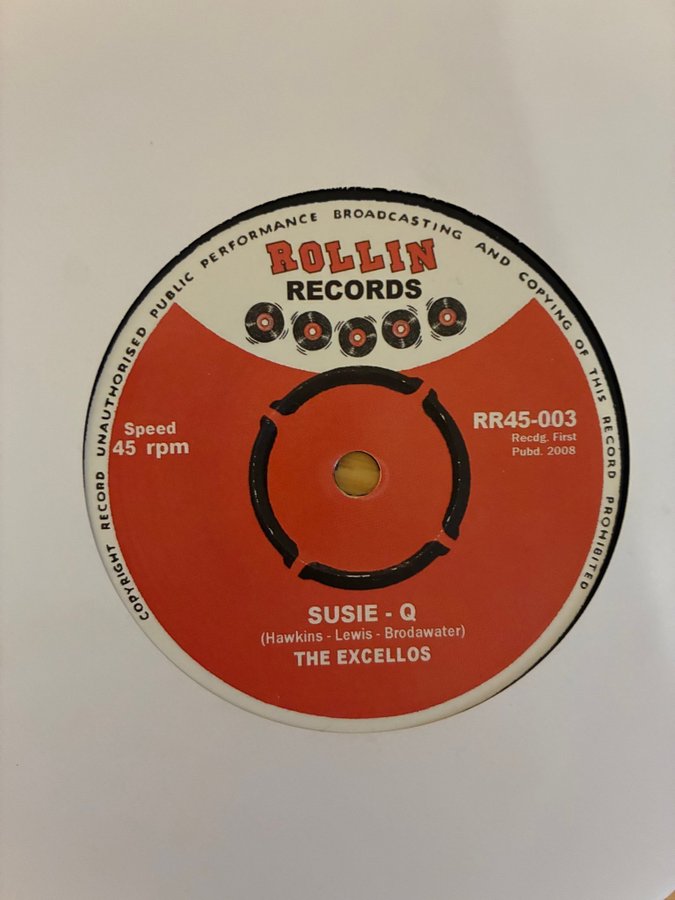 COPYRIGHT RECORD UNAUTHORISED PUBLIC PERFORMANCE BROADCASTING AND COPYING OF THIS RECORD PROHIBITED
ROLLIN
RECORDS
Speed
45 rpm
RR45-003
Recdg. First
Pubd. 2008
SUSIE - Q
(Hawkins - Lewis - Brodawater)
THE EXCELLOS